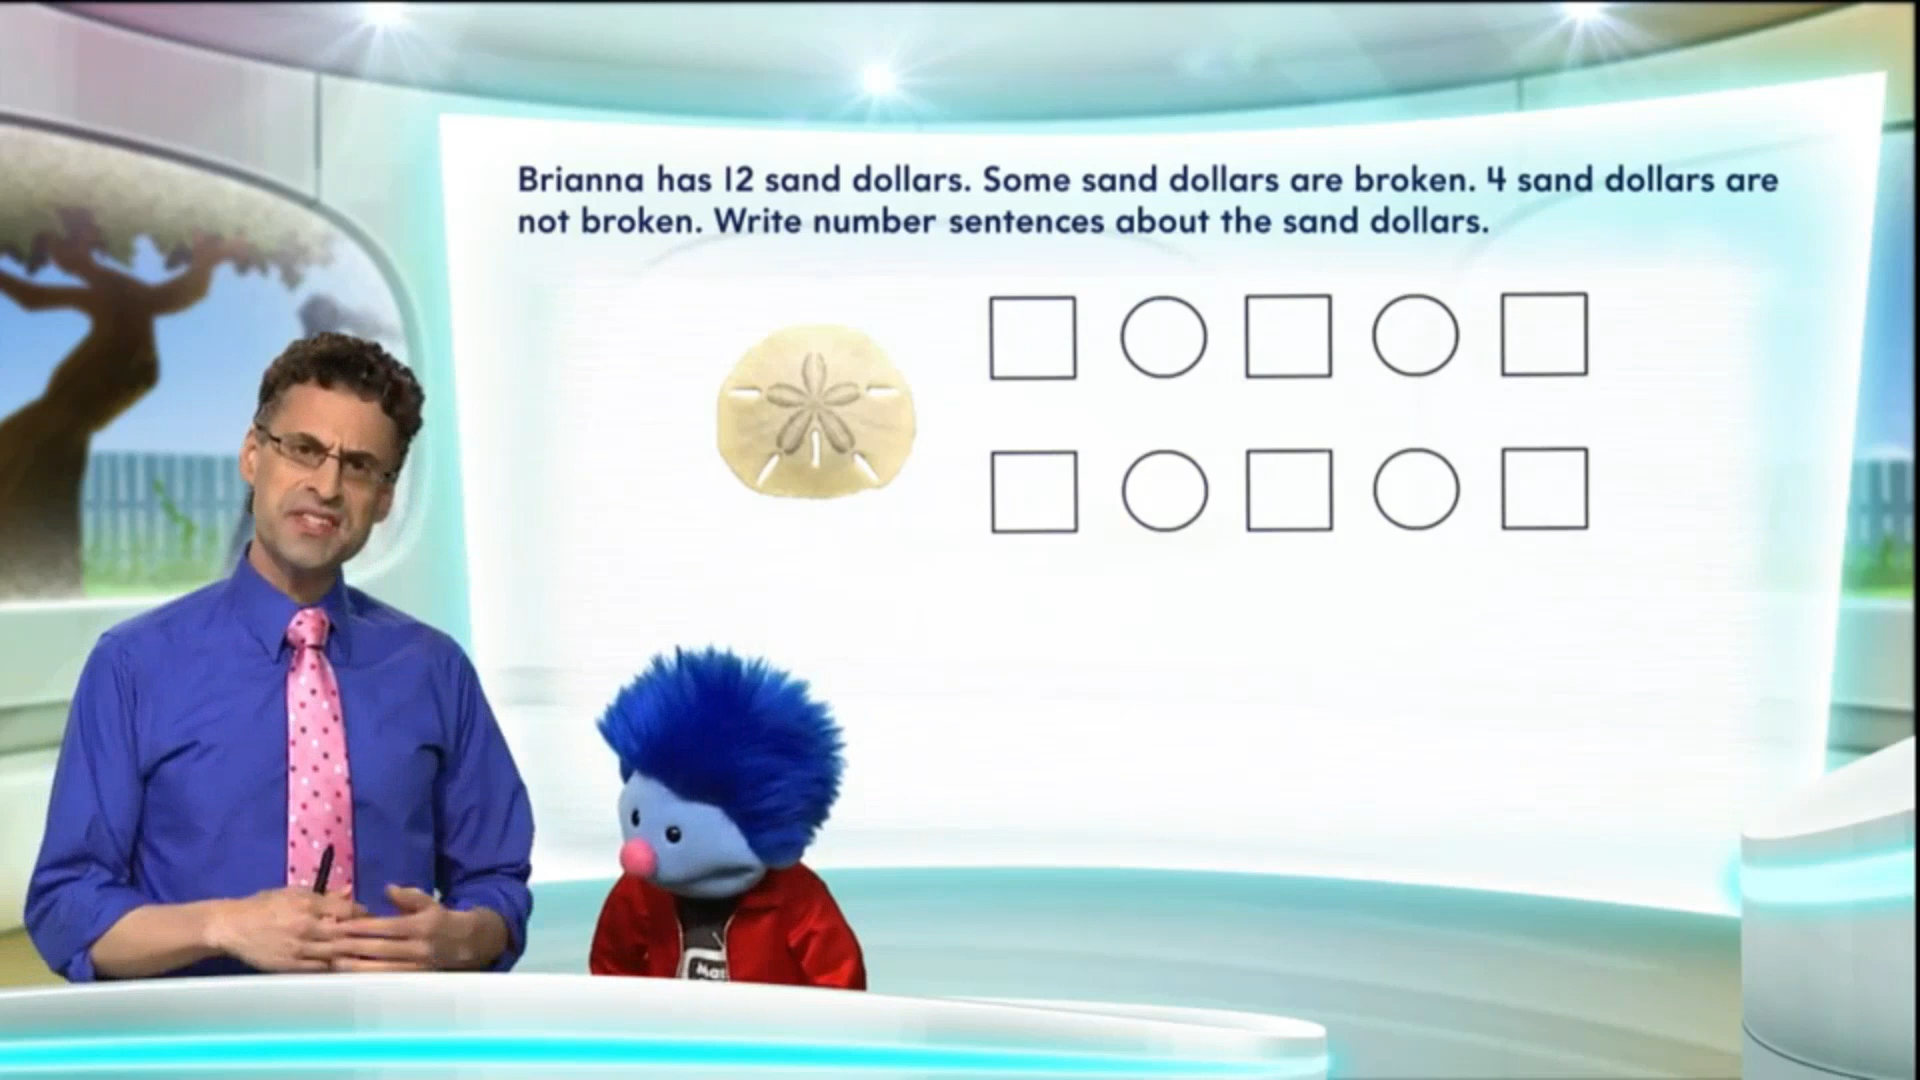 Brianna has 12 sand dollars. Some sand dollars are broken. 4 sand dollars are
not broken. Write number sentences about the sand dollars.